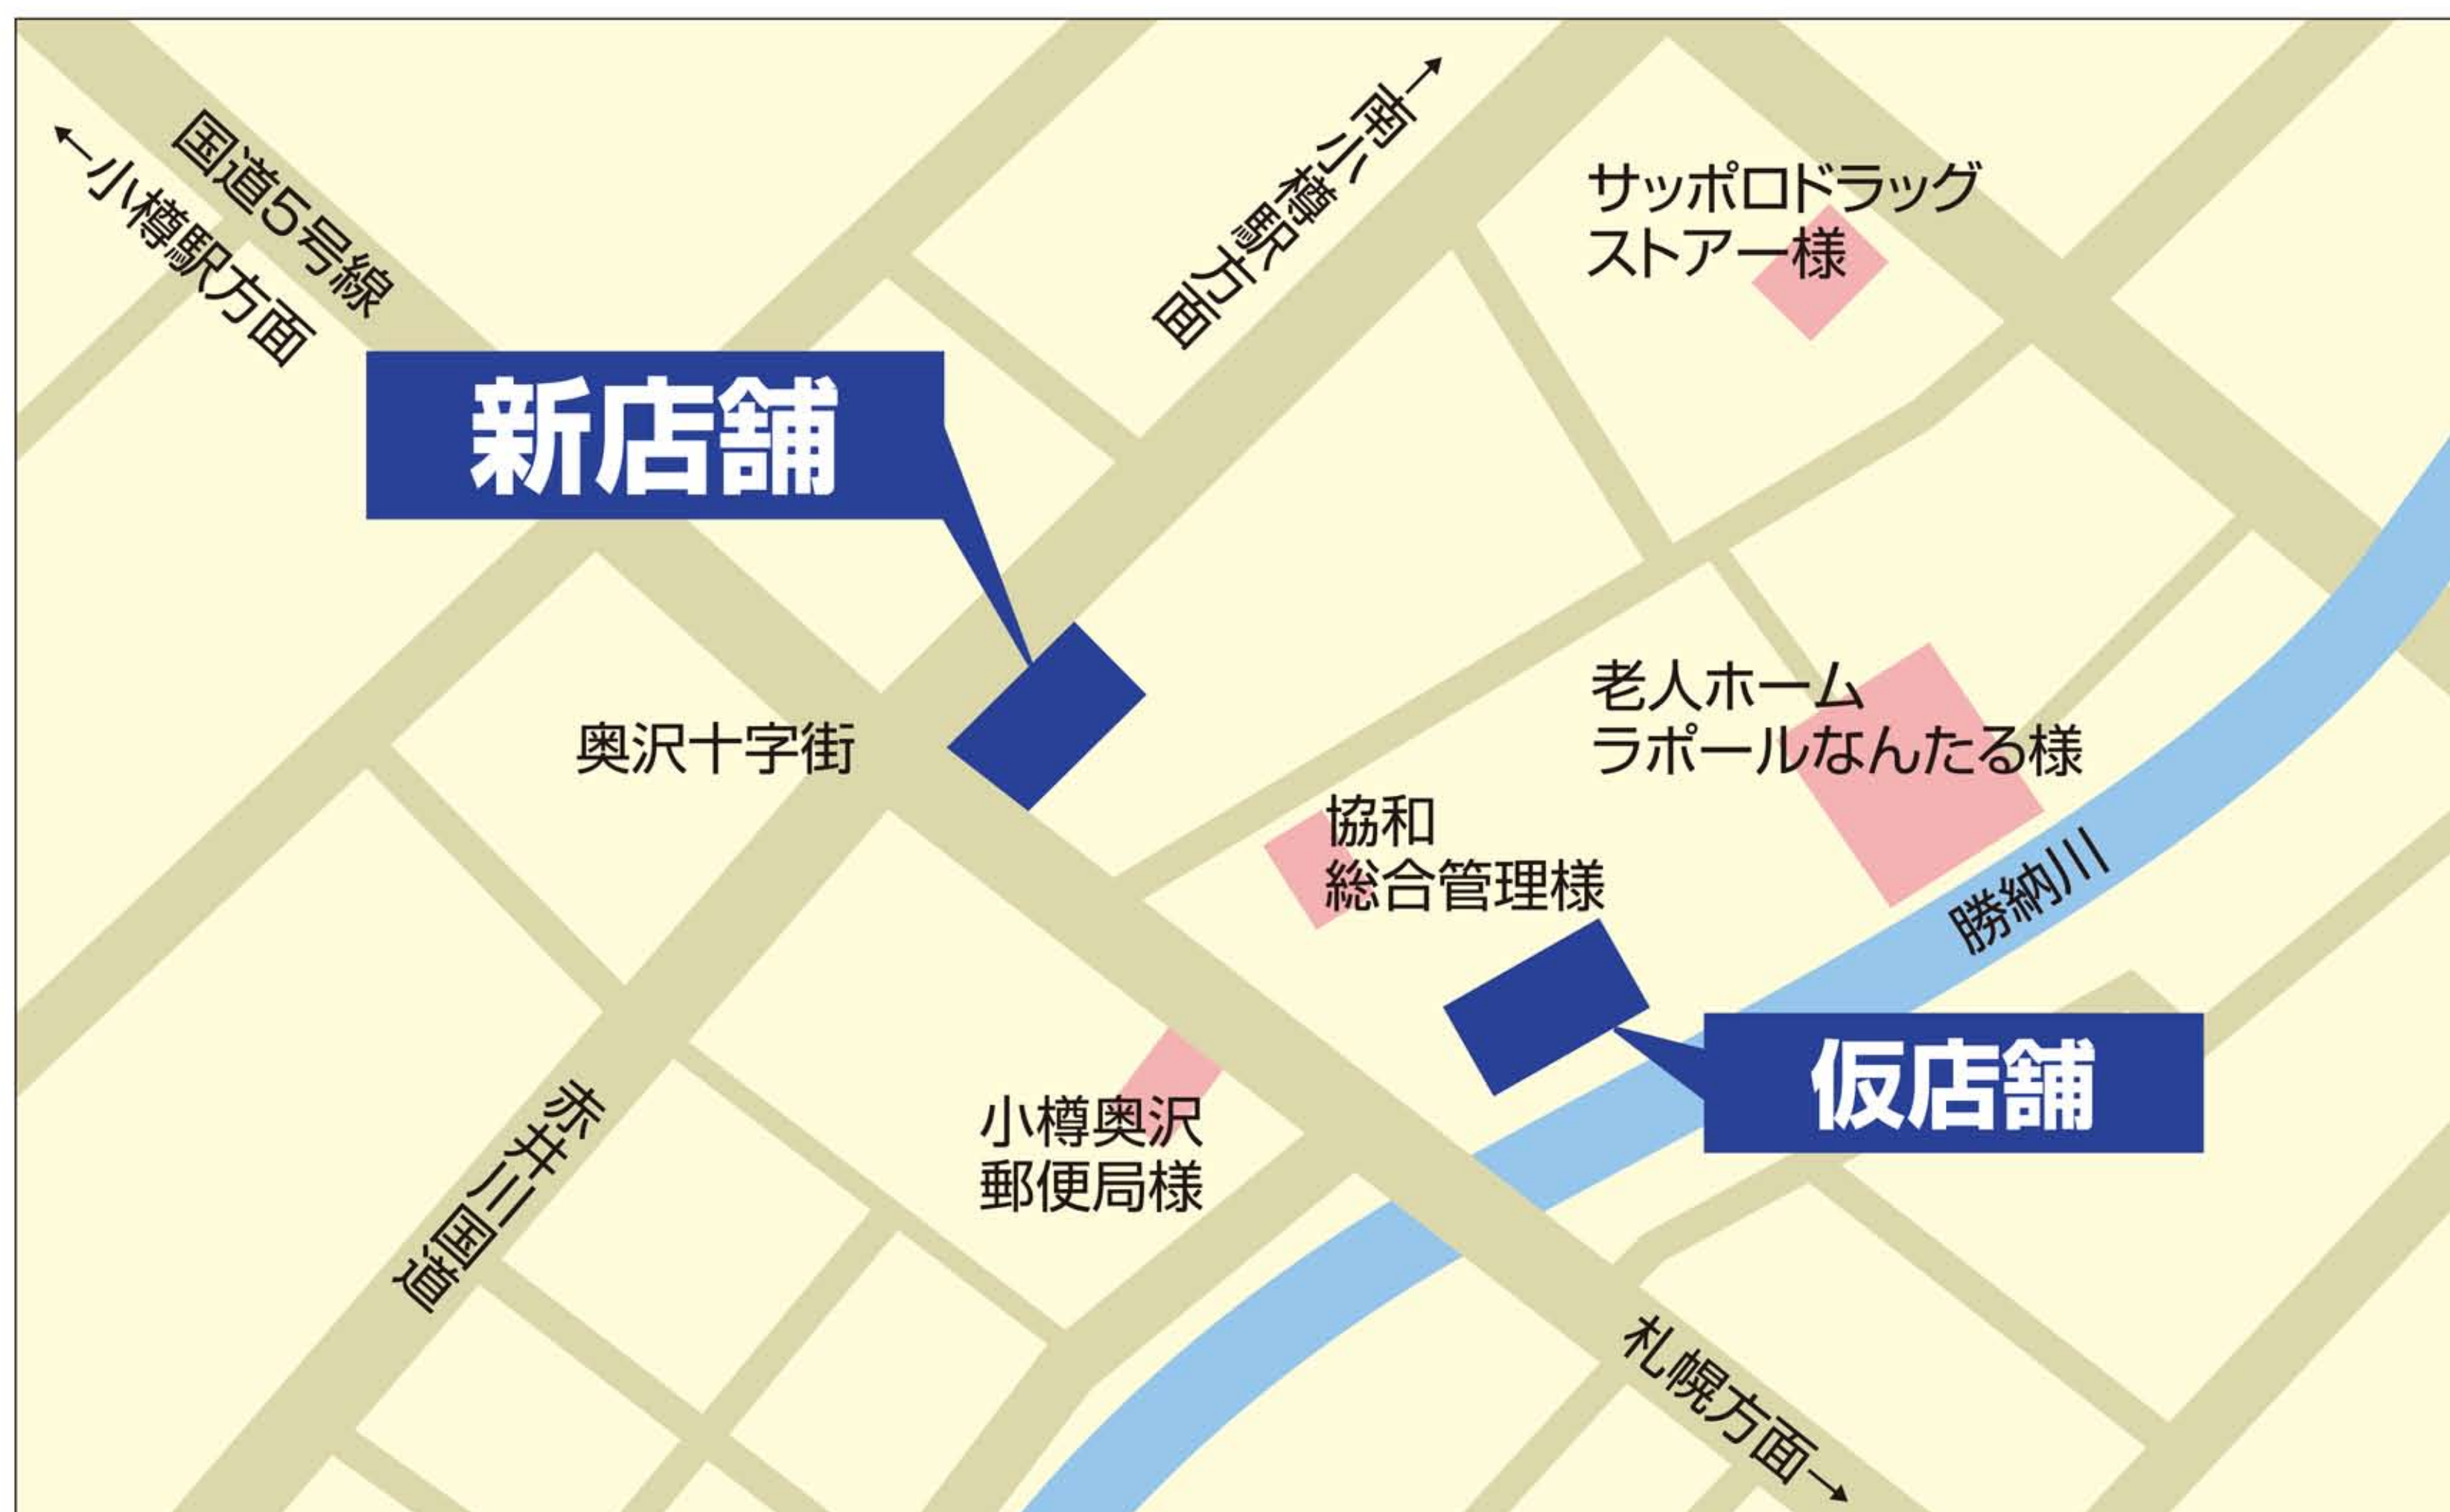 国道5号線
←小樽駅方面
南小樽駅方面→
サッポロドラッグ
ストアー様
新店舗
奥沢十字街
老人ホーム
ラポールなんたる様
協和
総合管理様
勝納川
仮店舗
小樽奥沢
郵便局様
赤井川国道
札幌方面→